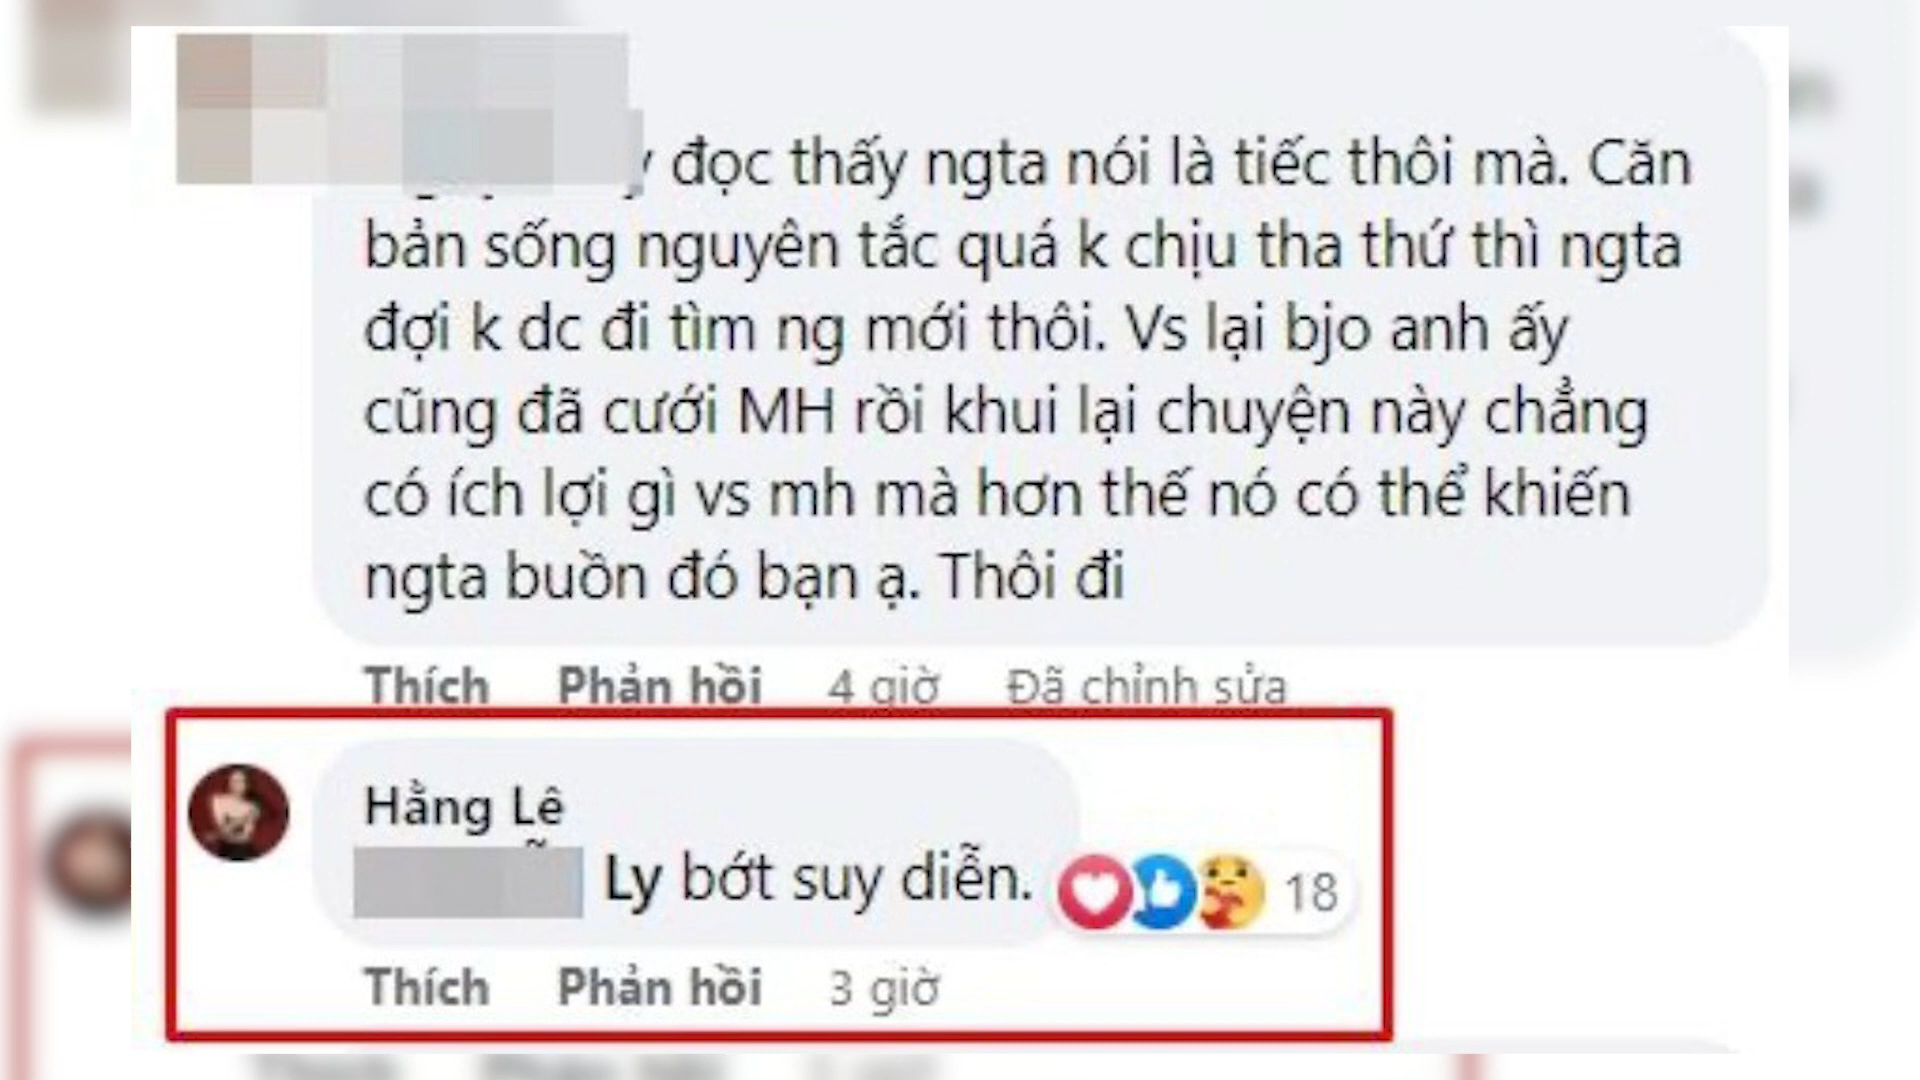 đọc thấy ngta nói là tiếc thôi mà. Căn
bản sống nguyên tắc quá k chịu tha thứ thì ngta
đợi k dc đi tìm ng mới thôi. Vs lại bjo anh ấy
cũng đã cưới MH rồi khui lại chuyện này chẳng
có ích lợi gì vs mh mà hơn thế nó có thể khiến
ngta buồn đó bạn ạ. Thôi đi
Thích Phản hồi 4 giờ Đã chỉnh sửa
Hằng Lê
Ly bớt suy diễn. 18
Thích Phản hồi 3 giờ